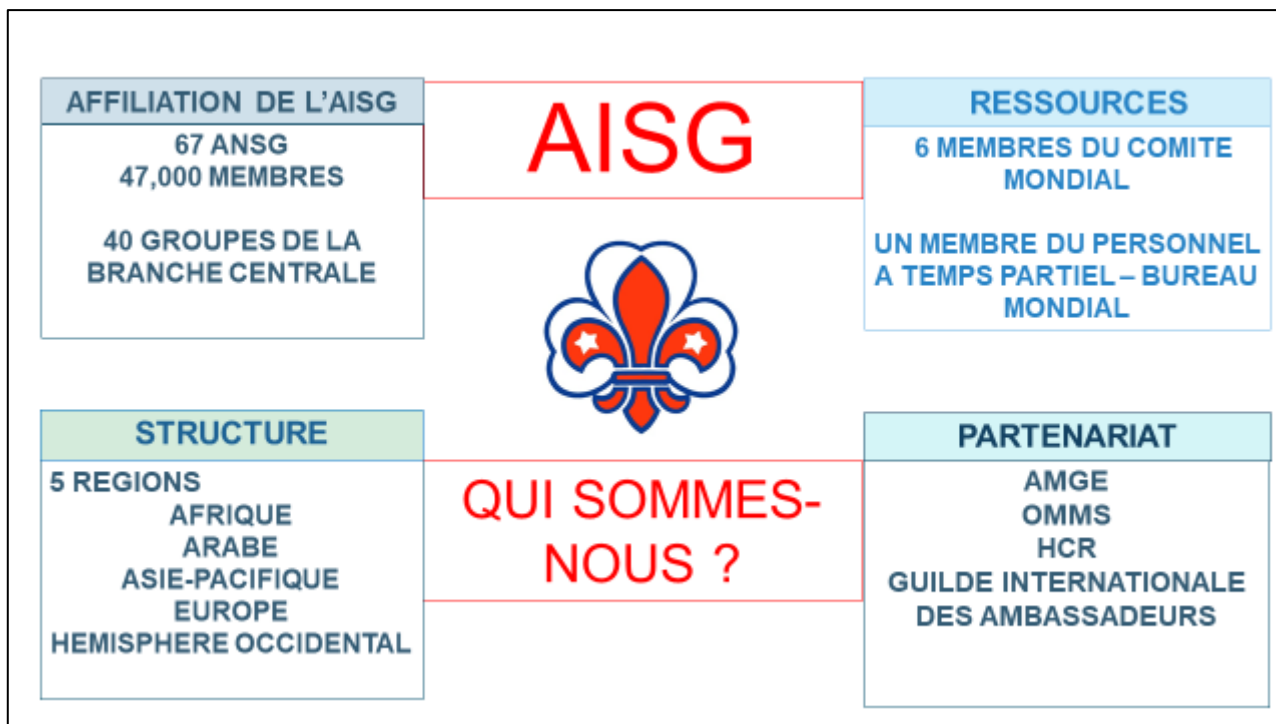 AFFILIATION DE L’AISG
67 ANSG
47,000 MEMBRES
40 GROUPES DE LA
BRANCHE CENTRALE
AISG
RESSOURCES
6 MEMBRES DU COMITE
MONDIAL
UN MEMBRE DU PERSONNEL
A TEMPS PARTIEL – BUREAU
MONDIAL
STRUCTURE
5 REGIONS
AFRIQUE
ARABE
ASIE-PACIFIQUE
EUROPE
HEMISPHERE OCCIDENTAL
QUI SOMMES-
NOUS ?
PARTENARIAT
AMGE
OMMS
HCR
GUILDE INTERNATIONALE
DES AMBASSADEURS